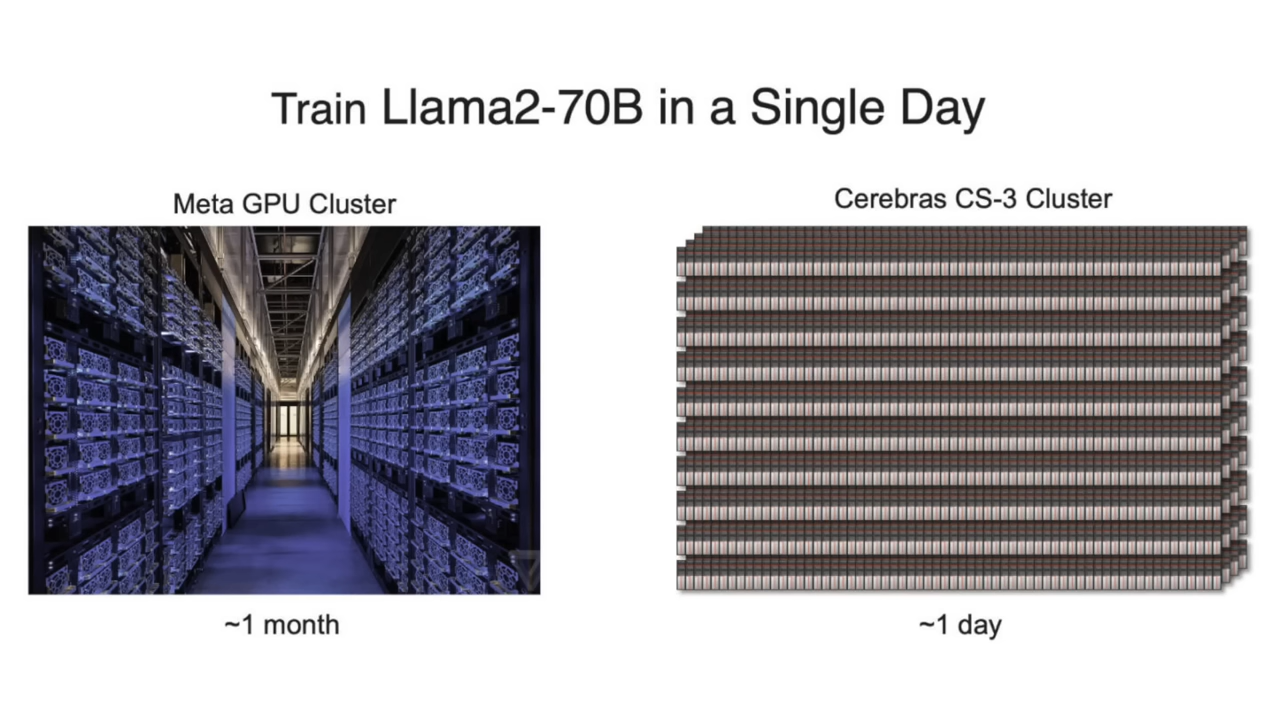 Train Llama2-70B in a Single Day
Meta GPU Cluster
Cerebras CS-3 Cluster
~1 month
~1 day